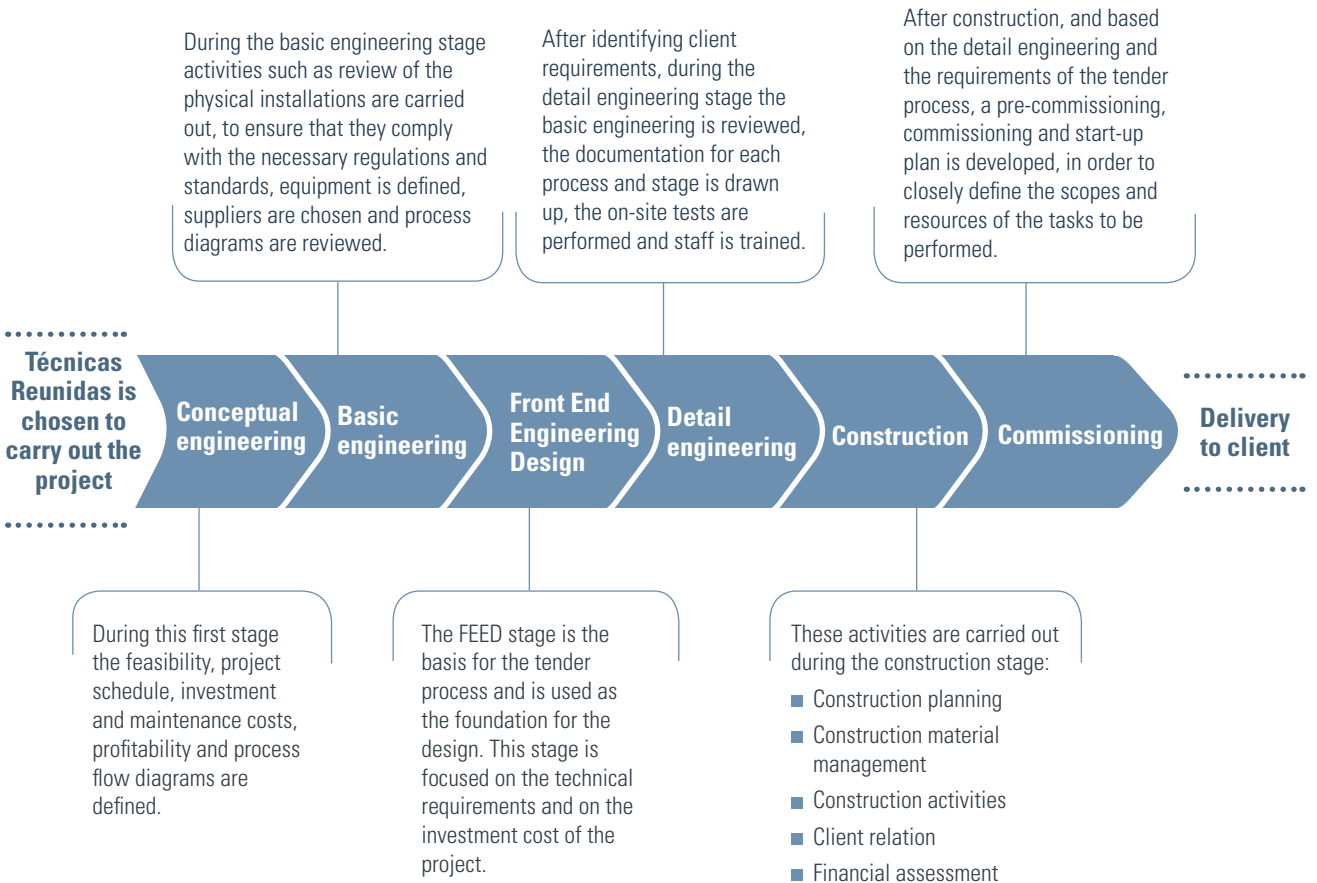 During the basic engineering stage
activities such as review of the
physical installations are carried
out, to ensure that they comply
with the necessary regulations and
standards, equipment is defined,
suppliers are chosen and process
diagrams are reviewed.
After identifying client
requirements, during the
detail engineering stage the
basic engineering is reviewed,
the documentation for each
process and stage is drawn
up, the on-site tests are
performed and staff is trained.
After construction, and based
on the detail engineering and
the requirements of the tender
process, a pre-commissioning,
commissioning and start-up
plan is developed, in order to
closely define the scopes and
resources of the tasks to be
performed.
Técnicas
Reunidas is
chosen to
carry out the
project
Conceptual
engineering
Basic
engineering
Front End
Engineering
Design
Detail
engineering
Construction
Commissioning
Delivery
to client
During this first stage
the feasibility, project
schedule, investment
and maintenance costs,
profitability and process
flow diagrams are
defined.
The FEED stage is the
basis for the tender
process and is used as
the foundation for the
design. This stage is
focused on the technical
requirements and on the
investment cost of the
project.
These activities are carried out
during the construction stage:
■ Construction planning
■ Construction material
management
■ Construction activities
■ Client relation
■ Financial assessment